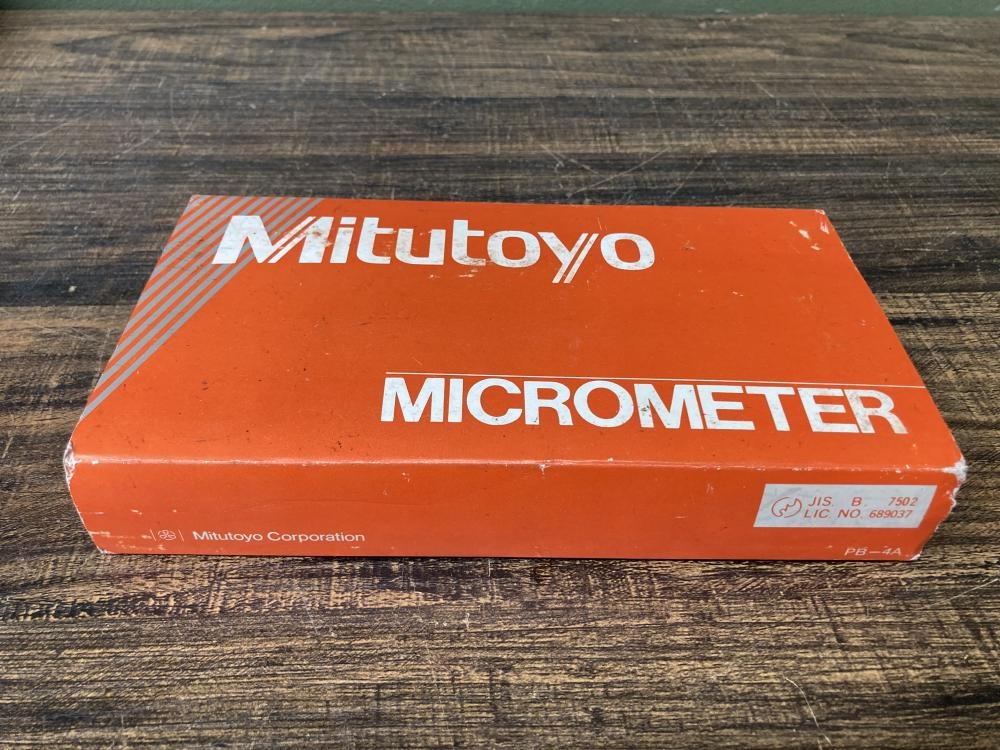 Mitutoyo
MICROMETER
JIS. B. 7502
LIC. NO. 689037
Mitutoyo Corporation
PB-4A